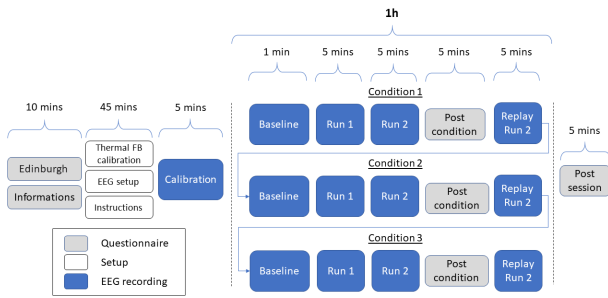 1h
1 min
5 mins
5 mins
5 mins
5 mins
10 mins
45 mins
5 mins
Condition 1
Baseline
Run 1
Run 2
Post
condition
Replay
Run 2
Edinburgh
Informations
Thermal FB
calibration
EEG setup
Instructions
Calibration
Condition 2
Baseline
Run 1
Run 2
Post
condition
Replay
Run 2
5 mins
Post
session
Condition 3
Baseline
Run 1
Run 2
Post
condition
Replay
Run 2
Questionnaire
Setup
EEG recording